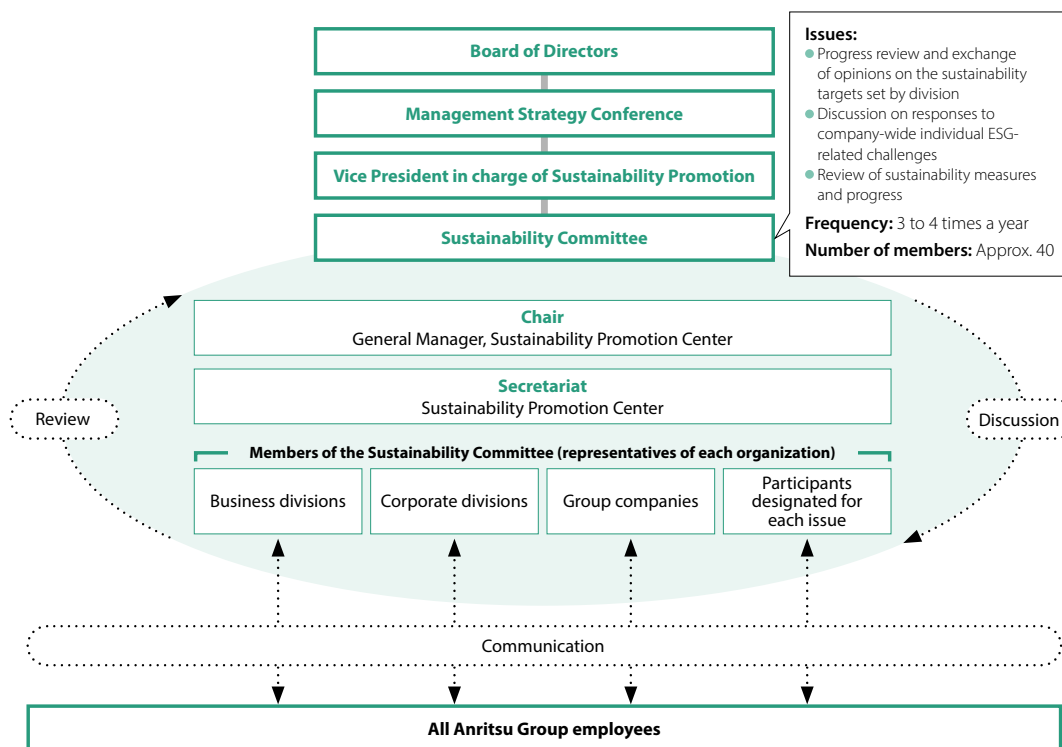 Board of Directors
Management Strategy Conference
Vice President in charge of Sustainability Promotion
Sustainability Committee
Issues:
● Progress review and exchange
of opinions on the sustainability
targets set by division
● Discussion on responses to
company-wide individual ESG-
related challenges
● Review of sustainability measures
and progress
Frequency: 3 to 4 times a year
Number of members: Approx. 40
Chair
General Manager, Sustainability Promotion Center
Secretariat
Sustainability Promotion Center
Review
Discussion
Members of the Sustainability Committee (representatives of each organization)
Business divisions
Corporate divisions
Group companies
Participants
designated for
each issue
Communication
All Anritsu Group employees